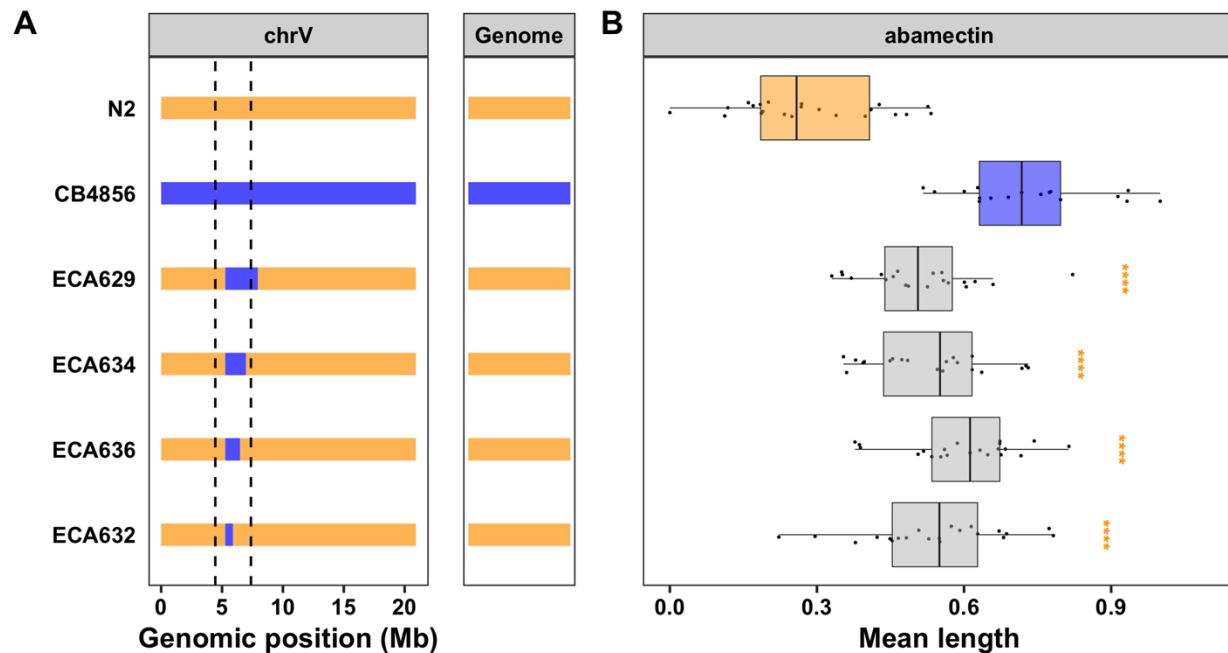 A
chrV
Genome
B
abamectin
N2
CB4856
ECA629
****
ECA634
****
ECA636
****
ECA632
****
0 5 10 15 20
0.0 0.3 0.6 0.9
Genomic position (Mb)
Mean length